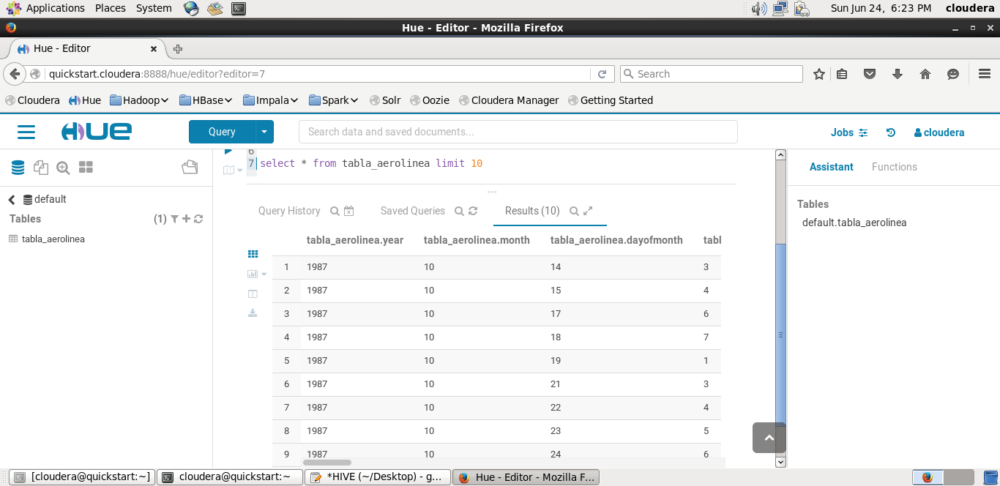 Applications Places System Sun Jun 24, 6:23 PM cloudera
Hue - Editor - Mozilla Firefox
Hue - Editor
quickstart.cloudera:8888/hue/editor?editor=7 Search
Cloudera Hue Hadoop HBase Impala Spark Solr Oozie Cloudera Manager Getting Started
HUE Query Search data and saved documents... Jobs cloudera
6
7 select * from tabla_aerolinea limit 10
Assistant Functions
default
Tables (1)
tabla_aerolinea
Query History Saved Queries Results (10)
Tables
default.tabla_aerolinea
tabla_aerolinea.year tabla_aerolinea.month tabla_aerolinea.dayofmonth tabl
1 1987 10 14 3
2 1987 10 15 4
3 1987 10 17 6
4 1987 10 18 7
5 1987 10 19 1
6 1987 10 21 3
7 1987 10 22 4
8 1987 10 23 5
9 1987 10 24 6
[cloudera@quickstart:~] cloudera@quickstart:~ *HIVE (~/Desktop) - g... Hue - Editor - Mozilla F...